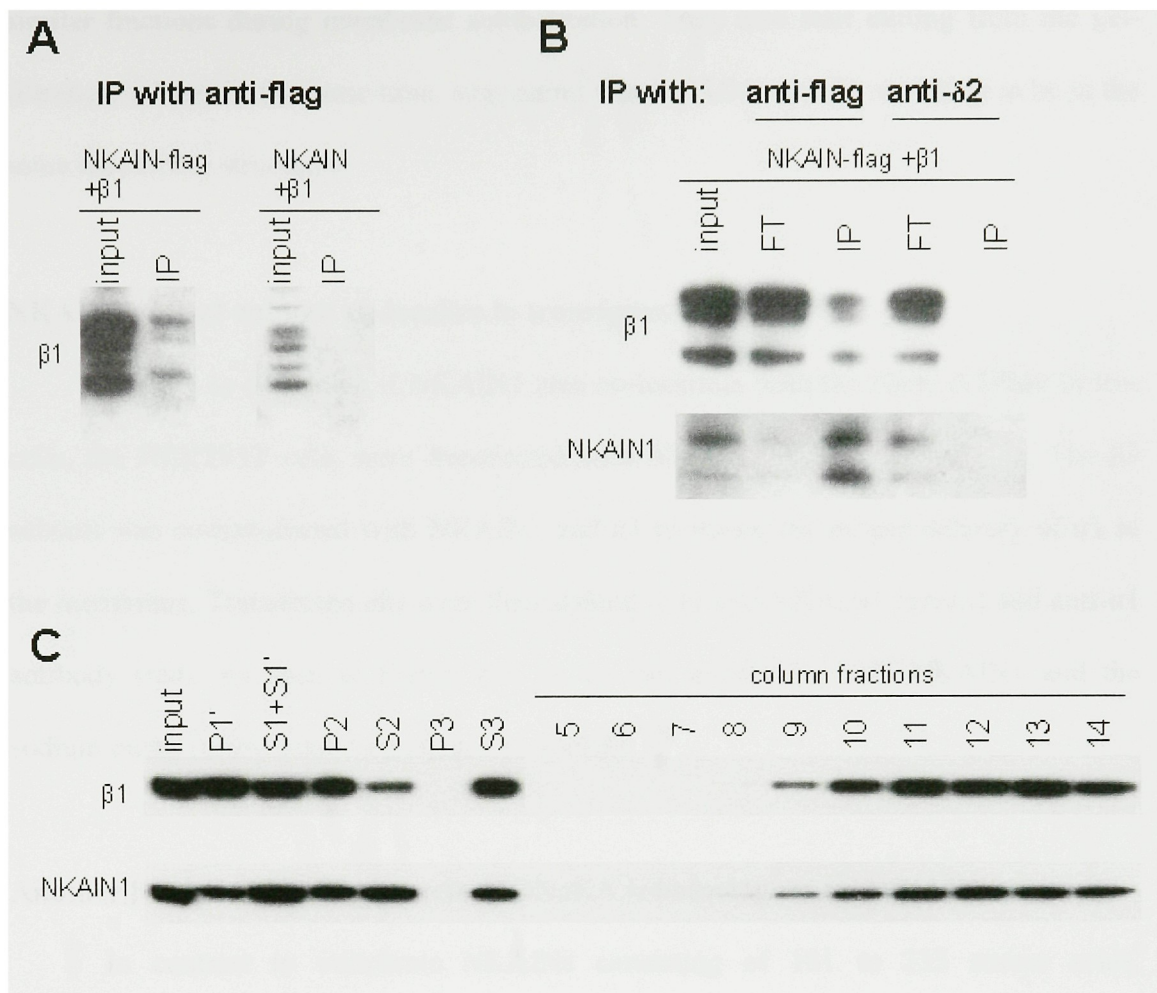 A
IP with anti-flag
NKAIN-flag
+β1
NKAIN
+β1
input
IP
input
IP
β1
B
IP with: anti-flag anti-δ2
NKAIN-flag +β1
input
FT
IP
FT
IP
β1
NKAIN1
C
column fractions
input
P1'
S1+S1'
P2
S2
P3
S3
5
6
7
8
9
10
11
12
13
14
β1
NKAIN1